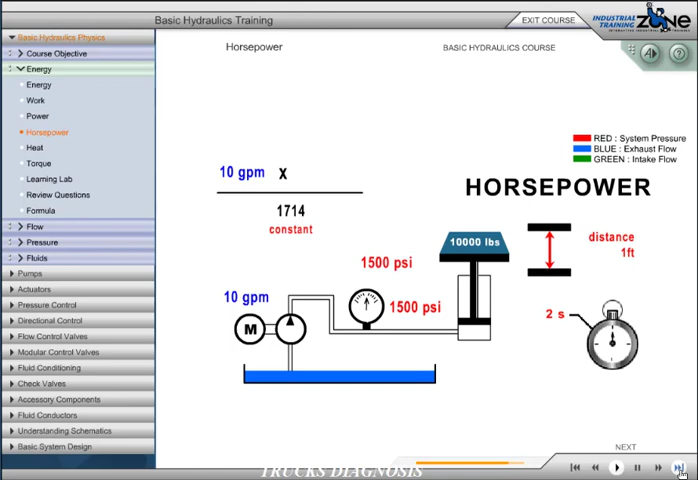 Basic Hydraulics Training
EXIT COURSE
INDUSTRIAL
TRAINING
ZONE
Basic Hydraulics Physics
Course Objective
Energy
Energy
Work
Power
Horsepower
Heat
Torque
Learning Lab
Review Questions
Formula
Flow
Pressure
Fluids
Pumps
Actuators
Pressure Control
Directional Control
Flow Control Valves
Modular Control Valves
Fluid Conditioning
Check Valves
Accessory Components
Fluid Conductors
Understanding Schematics
Basic System Design
Horsepower
BASIC HYDRAULICS COURSE
A
?
RED : System Pressure
BLUE : Exhaust Flow
GREEN : Intake Flow
10 gpm X
1714
constant
HORSEPOWER
10000 lbs
distance
1ft
1500 psi
10 gpm
1500 psi
M
2 s
NEXT
TRUCKS DIAGNOSIS